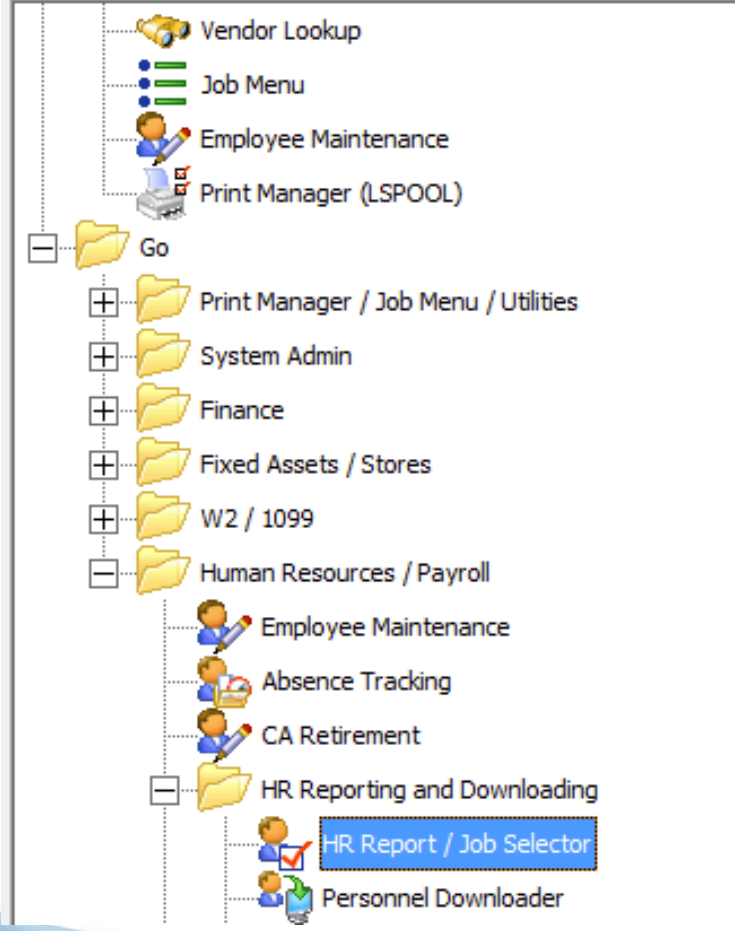 Vendor Lookup
Job Menu
Employee Maintenance
Print Manager (LSPOOL)
Go
Print Manager / Job Menu / Utilities
System Admin
Finance
Fixed Assets / Stores
W2 / 1099
Human Resources / Payroll
Employee Maintenance
Absence Tracking
CA Retirement
HR Reporting and Downloading
HR Report / Job Selector
Personnel Downloader